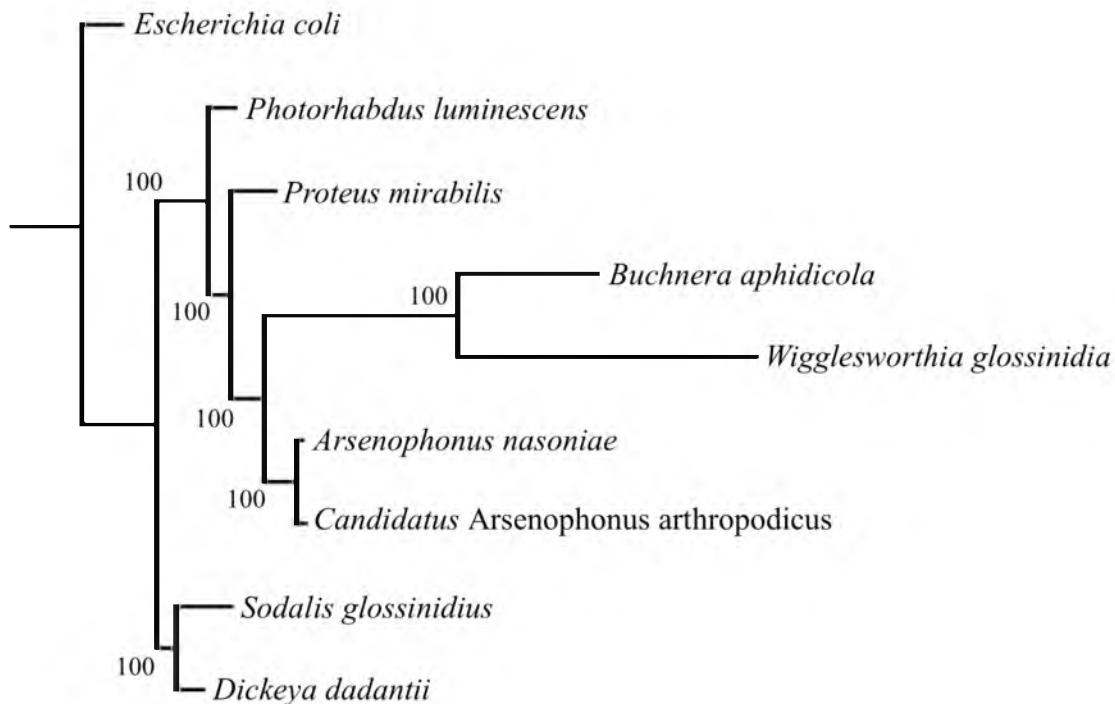 Escherichia coli
Photorhabdus luminescens
100
Proteus mirabilis
Buchnera aphidicola
100
100
Wigglesworthia glossinidia
100
Arsenophonus nasoniae
100
Candidatus Arsenophonus arthropodicus
Sodalis glossinidius
100
Dickeya dadantii